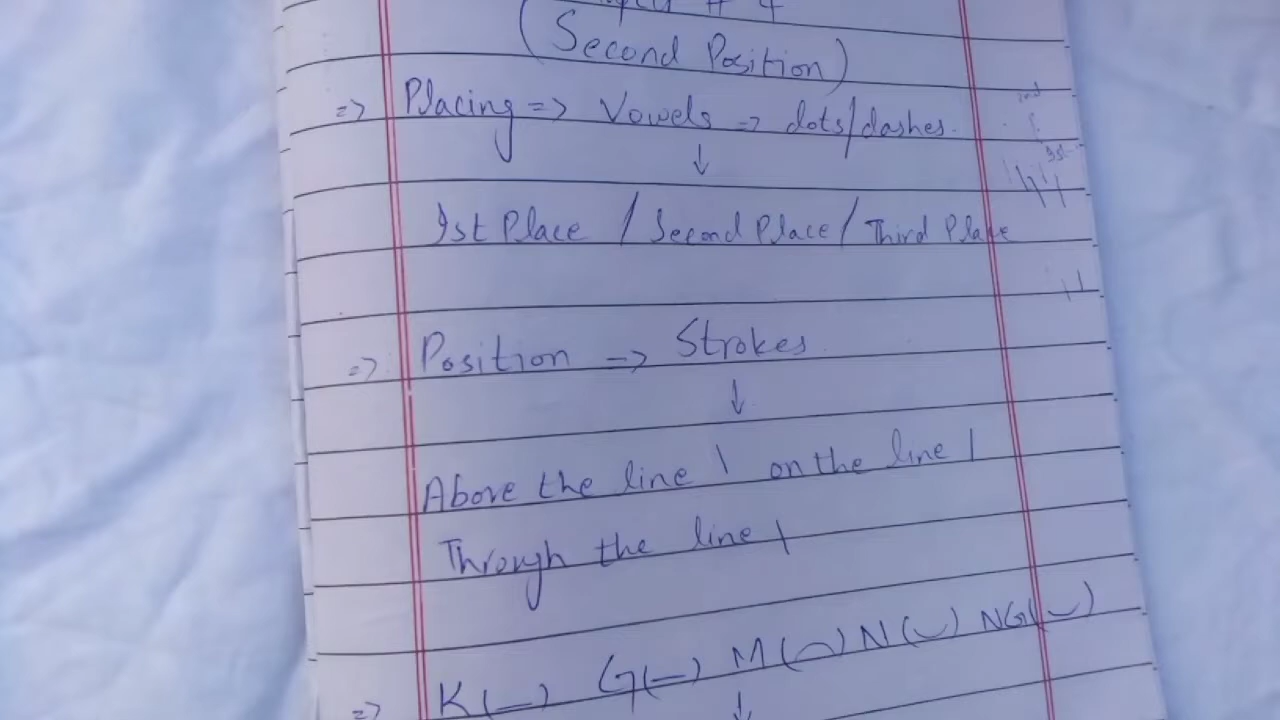 # 4
(Second Position)
=> Placing => Vowels => dots/dashes.
↓
1st Place / Second Place / Third Place
=> Position => Strokes
↓
Above the line \ on the line |
Through the line \
=> K(—) G(—) M(⌒) N(‿) NG(‿)
↓